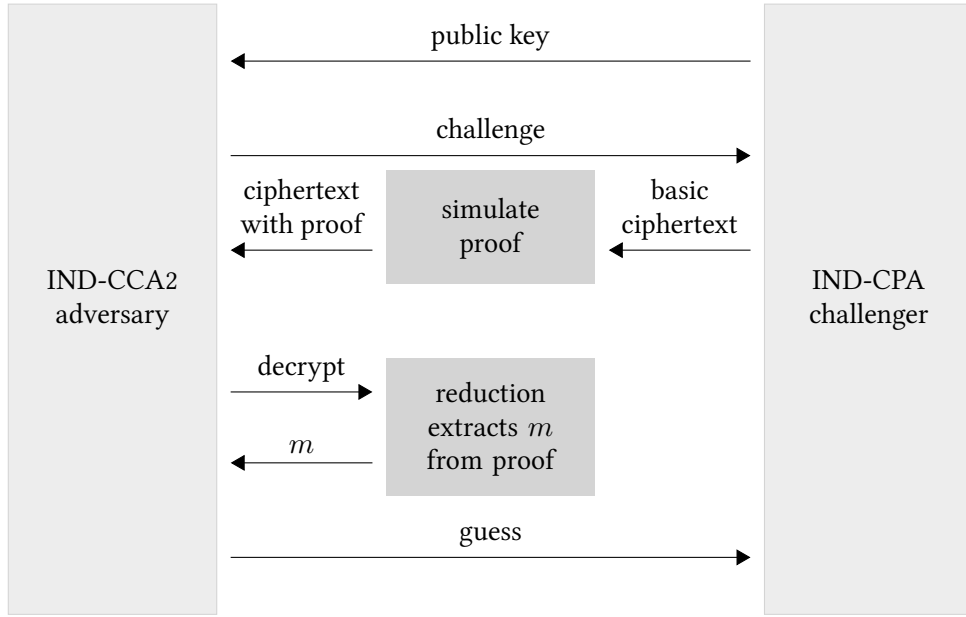 public key
challenge
ciphertext
with proof
simulate
proof
basic
ciphertext
IND-CCA2
adversary
IND-CPA
challenger
decrypt
m
reduction
extracts m
from proof
guess